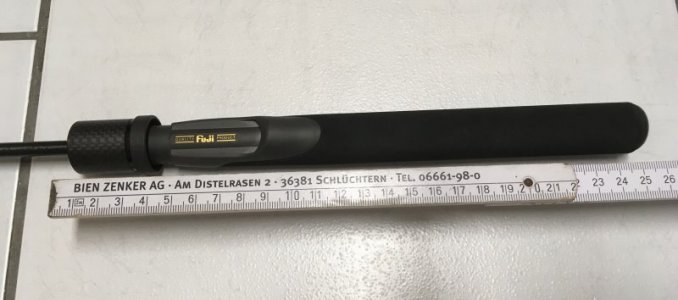 Fuji
BIEN ZENKER AG · AM DISTELRASEN 2 · 36381 SCHLÜCHTERN · TEL. 06661-98-0
1 2 3 4 5 6 7 8 9 10 11 12 13 14 15 16 17 18 19 20 21 2 23 24 25 26